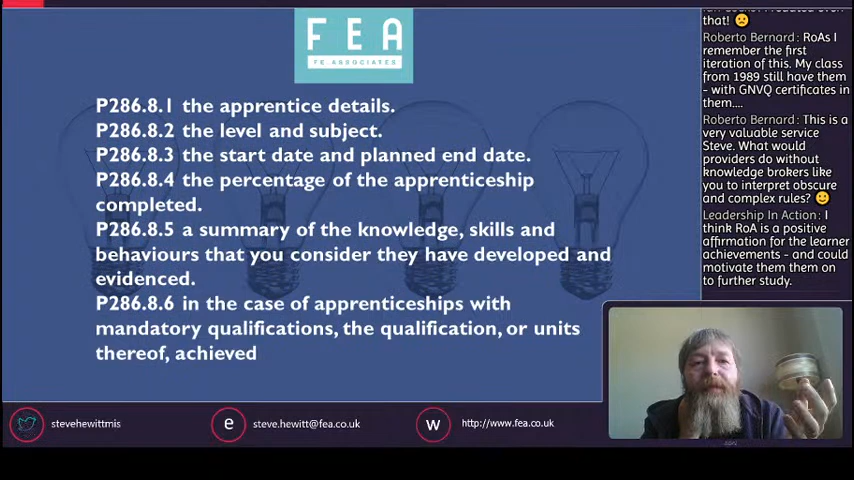 FEA
FE ASSOCIATES
P286.8.1 the apprentice details.
P286.8.2 the level and subject.
P286.8.3 the start date and planned end date.
P286.8.4 the percentage of the apprenticeship
completed.
P286.8.5 a summary of the knowledge, skills and
behaviours that you consider they have developed and
evidenced.
P286.8.6 in the case of apprenticeships with
mandatory qualifications, the qualification, or units
thereof, achieved
that! 🙁
Roberto Bernard: RoAs I
remember the first
iteration of this. My class
from 1989 still have them
- with GNVQ certificates in
them....
Roberto Bernard: This is a
very valuable service
Steve. What would
providers do without
knowledge brokers like
you to interpret obscure
and complex rules? 🙂
Leadership In Action: I
think RoA is a positive
affirmation for the learner
achievements - and could
motivate them them on
to further study.
stevehewittmis
e steve.hewitt@fea.co.uk
w http://www.fea.co.uk